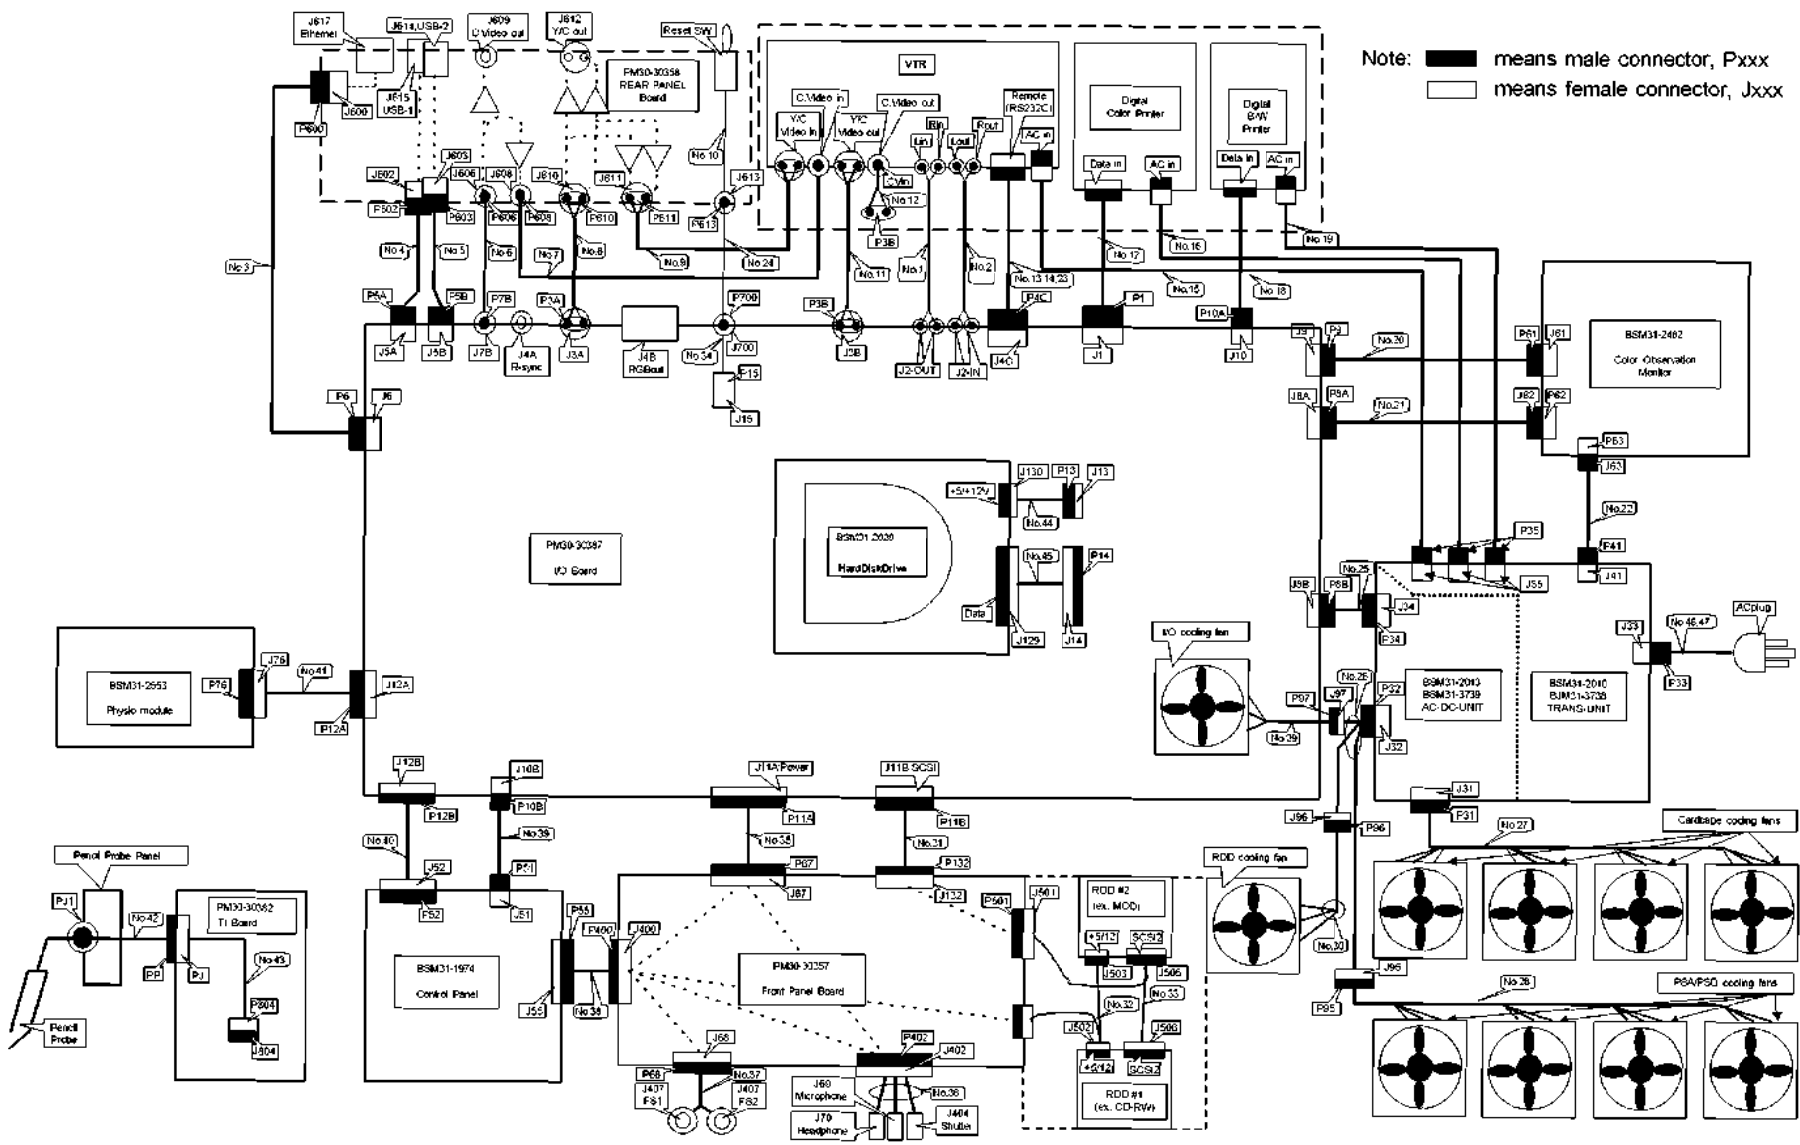 J617
Ethernet
J614,USB-2
J609
C.Video out
J612
Y/C out
Reset SW
J615
USB-1
PM30-30358
REAR PANEL
Board
J600
P600
VTR
C.Video in
C.Video out
Y/C
Video in
Y/C
Video out
Lin
Rin
Lout
Rout
Remote
(RS232C)
AC in
Digital
Color Printer
Data in
AC in
Digital
B/W
Printer
Data in
AC in
Note:
means male connector, Pxxx
means female connector, Jxxx
No.10
J602
J603
J606
J608
J610
J611
J613
P602
P603
P606
P608
P610
P611
P613
CVin
No.12
P3B
No.3
No.4
No.5
No.6
No.7
No.8
No.9
No.24
No.11
No.1
No.2
No.13,14,23
No.17
No.16
No.15
No.18
No.19
P5A
P5B
P7B
P3A
P700
P3B
P4C
P1
P10A
J5A
J5B
J7B
J4A
R-sync
J3A
J4B
RGBout
No.34
J700
J3B
J2-OUT
J2-IN
J4C
J1
J10
P15
J15
J9
P9
No.20
P61
J61
BSM31-2402
Color Observation
Monitor
J8A
P8A
No.21
J62
P62
P6
J6
P63
J63
No.22
P41
J41
P35
J35
PM30-30387
I/O Board
BSM31-2020
HardDiskDrive
+5/+12V
J130
P13
J13
No.44
No.45
P14
Data
J129
J14
J8B
P8B
No.25
J34
P34
I/O cooling fan
P97
J97
No.26
P32
J32
No.29
BSM31-2013
BSM31-3739
AC-DC-UNIT
BSM31-2010
BJM31-3738
TRANS-UNIT
J33
P33
No.46,47
ACplug
BSM31-2553
Physio module
P76
J76
No.41
J12A
P12A
J12B
P12B
J10B
P10B
J11A:Power
P11A
J11B:SCSI
P11B
No.40
No.39
No.35
No.31
J31
P31
No.27
Cardcage cooling fans
J96
P96
RDD cooling fan
No.30
J95
P95
No.28
PSA/PSD cooling fans
Pencil Probe Panel
PJ1
No.42
PM30-30382
TI Board
PP
PJ
No.43
P804
J804
Pencil
Probe
J52
P52
P51
J51
BSM31-1974
Control Panel
P55
J55
No.38
P400
J400
P67
J67
P132
J132
PM30-30357
Front Panel Board
P501
J501
RDD #2
(ex. MOD)
+5/12
SCSI2
J503
J506
No.32
No.33
J502
J506
+5/12
SCSI2
RDD #1
(ex. CD-RW)
J68
P68
No.37
J407
FS1
J407
FS2
P402
J402
J69
Microphone
No.36
J70
Headphone
J404
Shutter